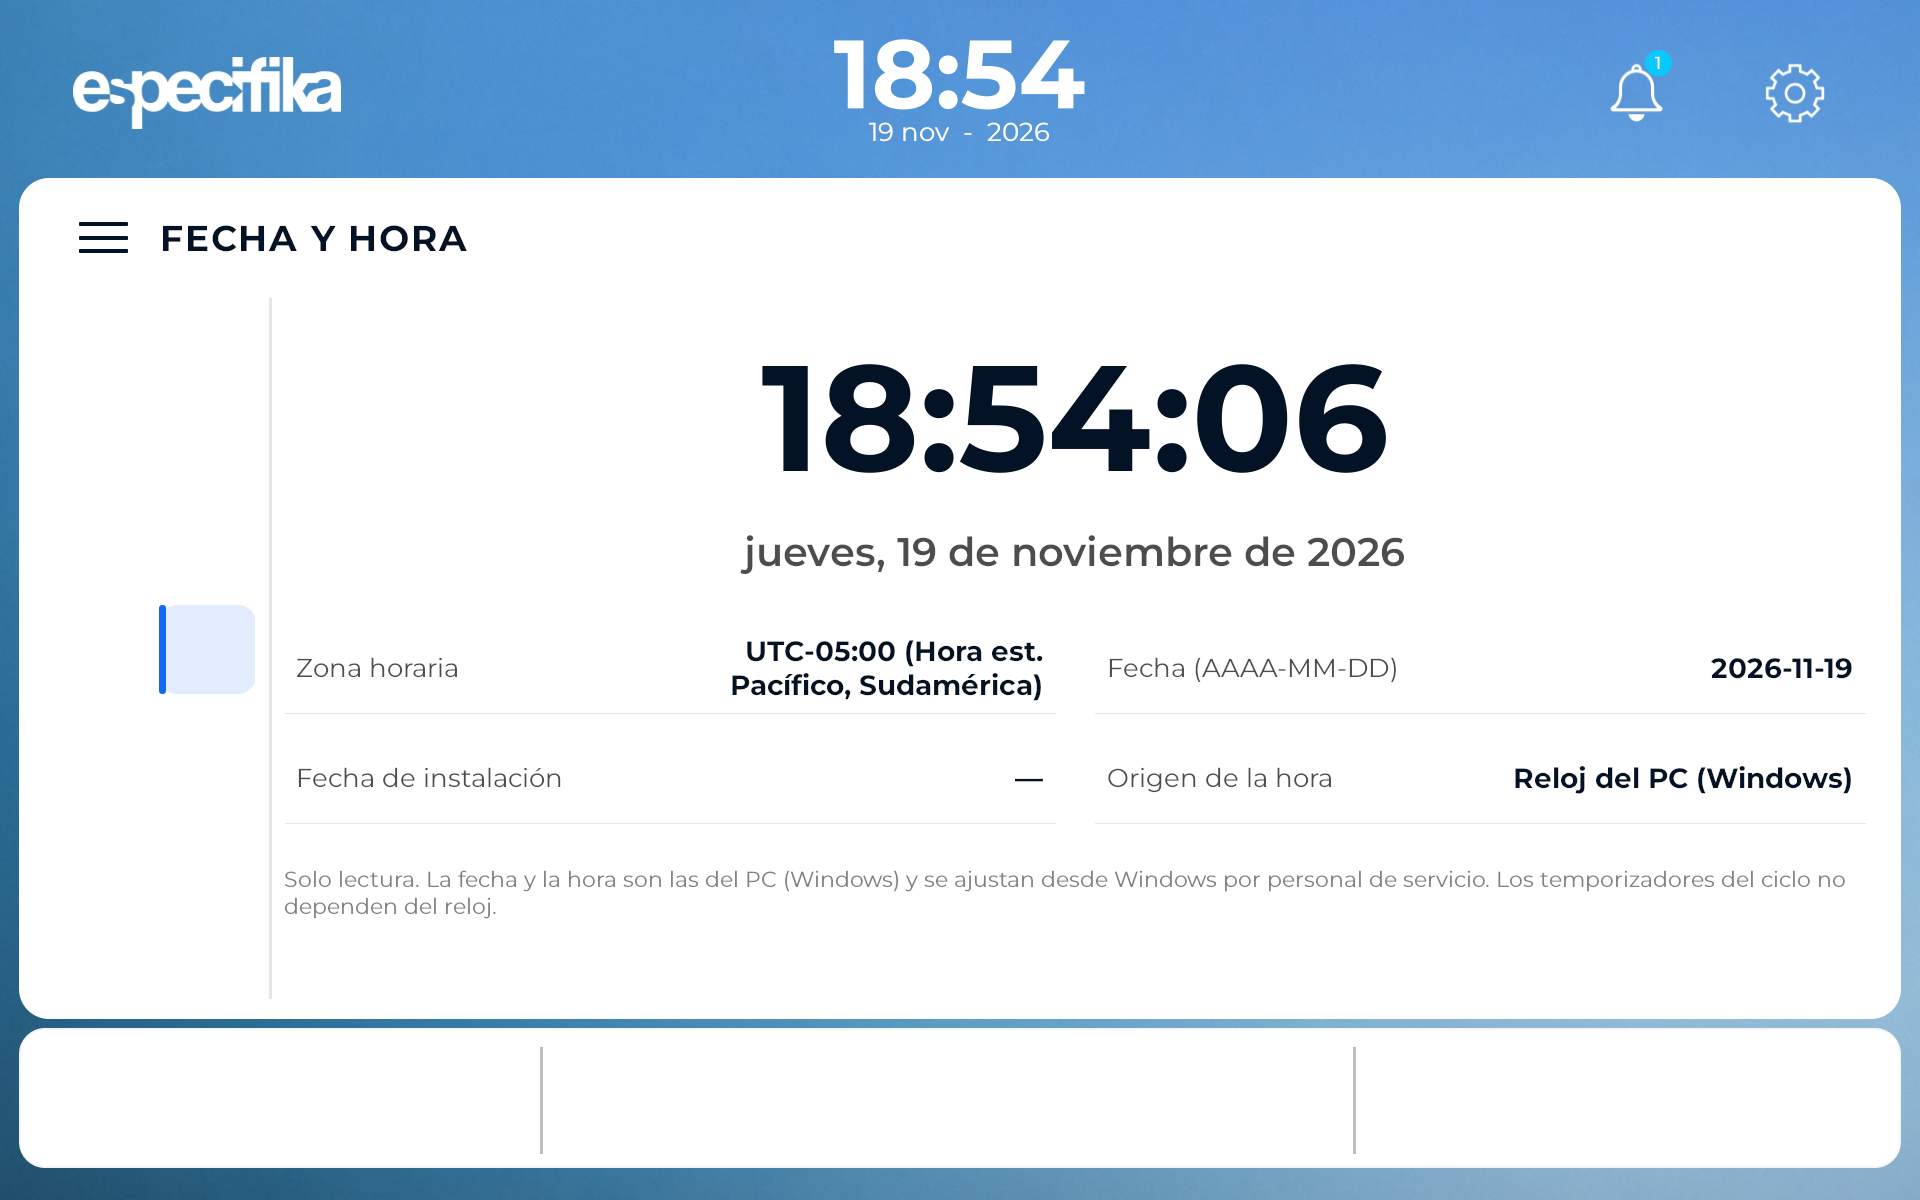 especifika
18:54
19 nov - 2026
1
FECHA Y HORA
18:54:06
jueves, 19 de noviembre de 2026
Zona horaria
UTC-05:00 (Hora est.
Pacífico, Sudamérica)
Fecha (AAAA-MM-DD)
2026-11-19
Fecha de instalación
—
Origen de la hora
Reloj del PC (Windows)
Solo lectura. La fecha y la hora son las del PC (Windows) y se ajustan desde Windows por personal de servicio. Los temporizadores del ciclo no
dependen del reloj.